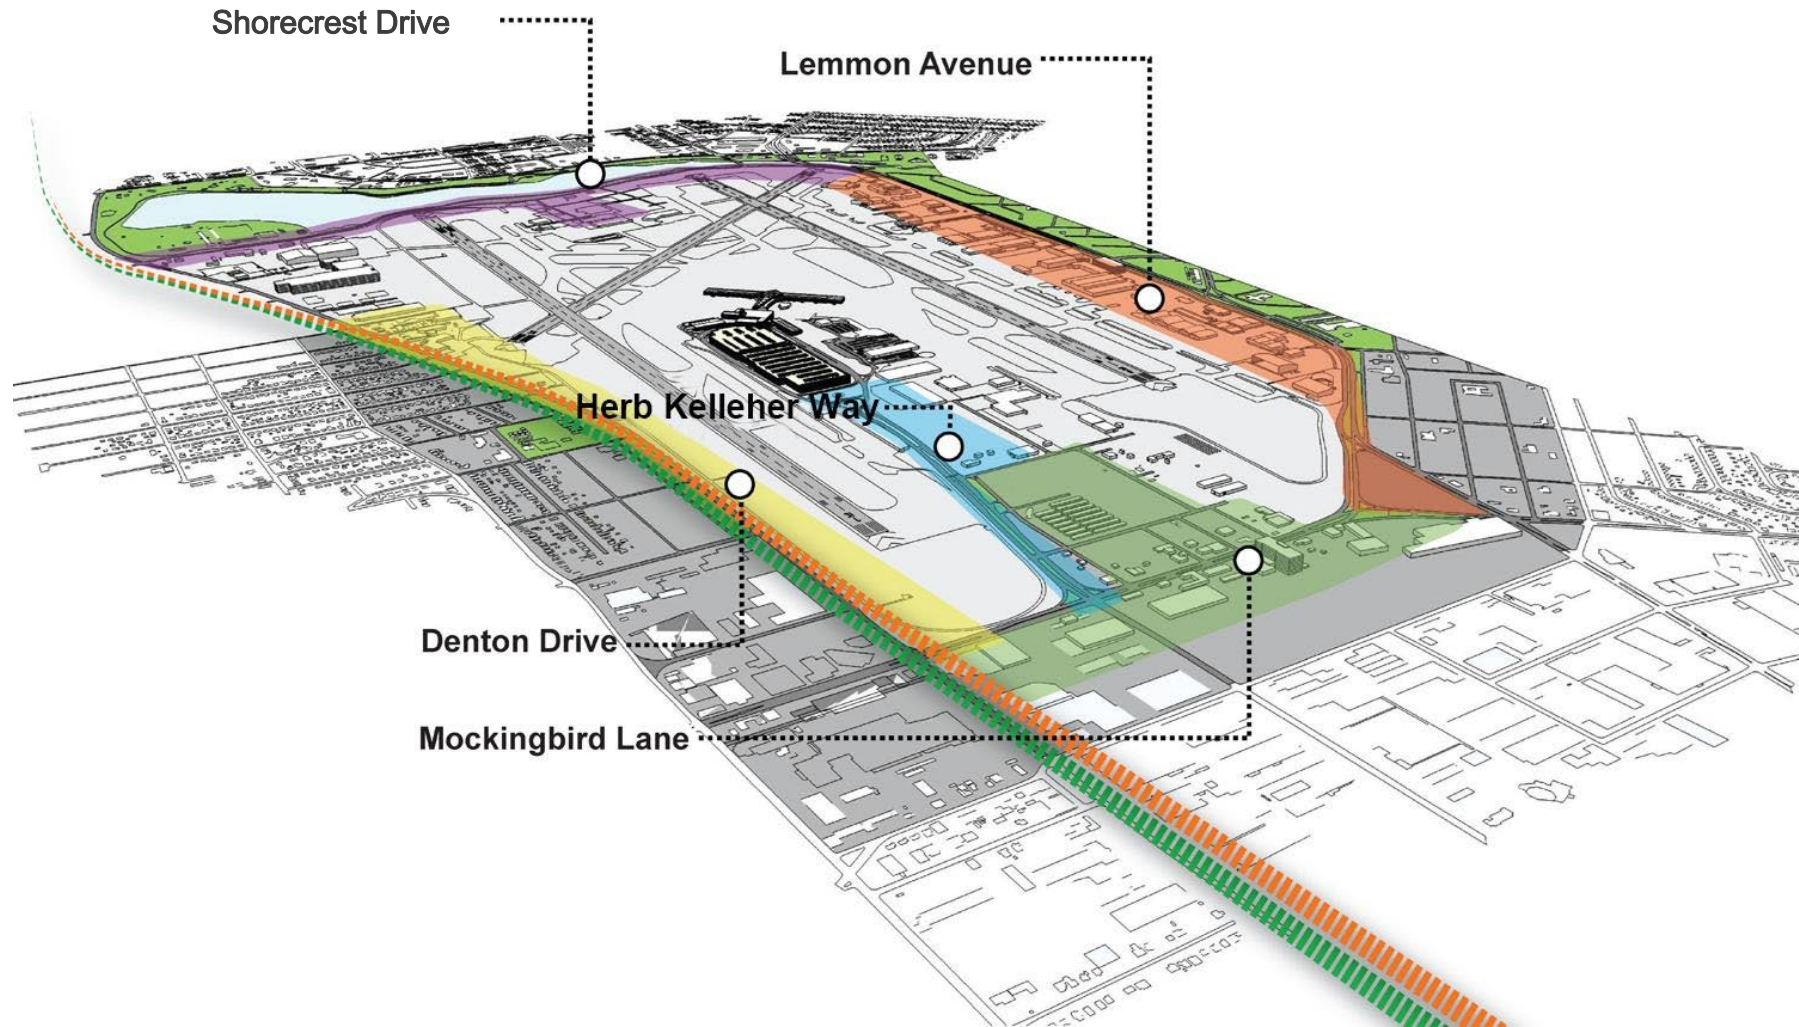 Shorecrest Drive
Lemmon Avenue
Herb Kelleher Way
Denton Drive
Mockingbird Lane